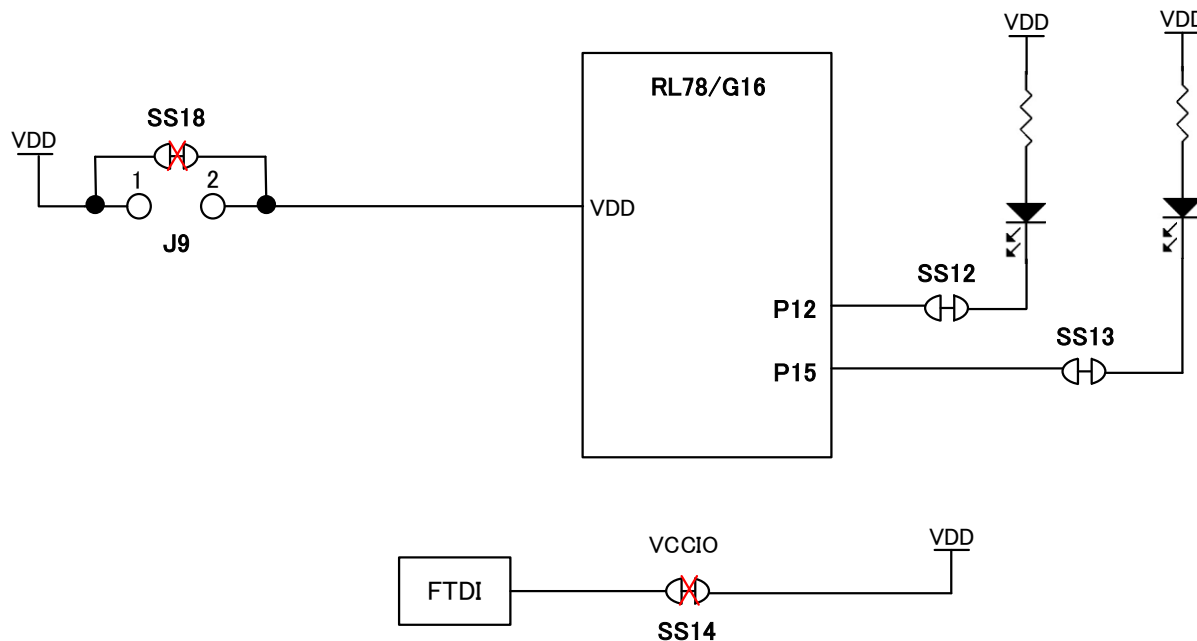 VDD
VDD
RL78/G16
SS18
VDD
1
2
VDD
J9
SS12
P12
SS13
P15
VCCIO
VDD
FTDI
SS14